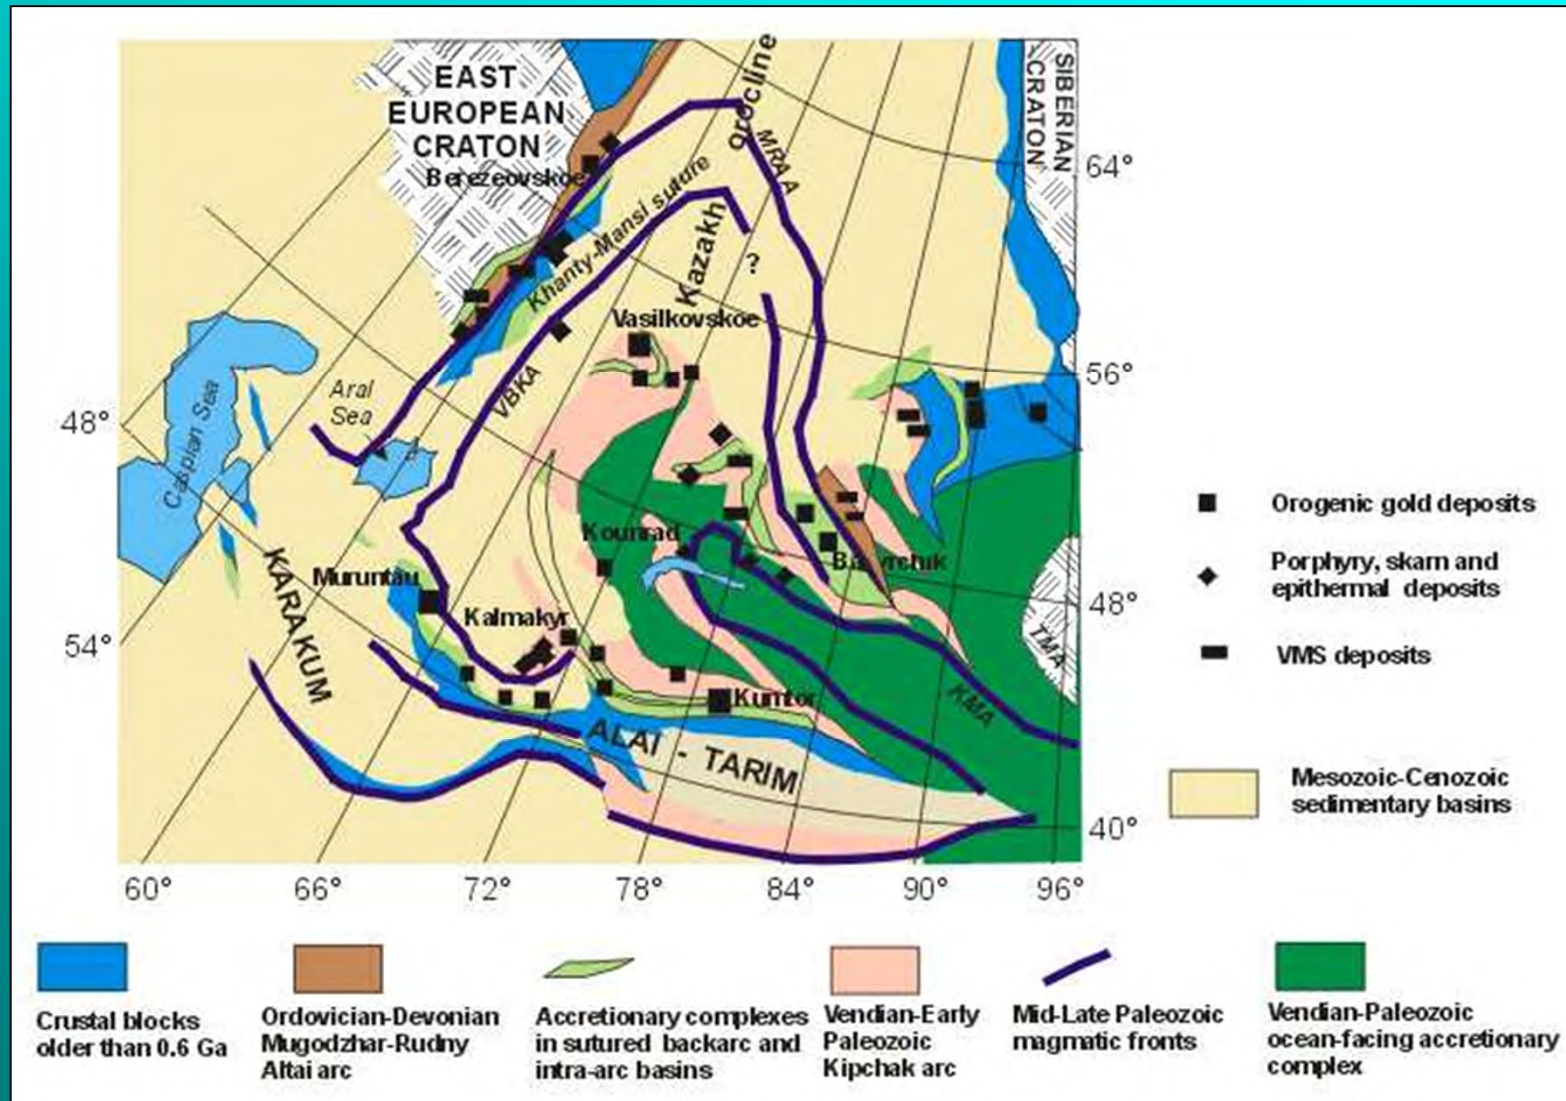 EAST
EUROPEAN
CRATON
Berezeovskoe
orocline
MRAA
SIBERIAN
CRATON
64°
Khanty-Mansi suture
Kazakh
?
Vasilkovskoe
56°
Aral
Sea
VBKA
48°
Caspian Sea
Kounrad
Muruntau
KARAKUM
Kalmakyr
48°
TMA
54°
Kumtor
KMA
ALAI - TARIM
40°
60°
66°
72°
78°
84°
90°
96°
Orogenic gold deposits
Porphyry, skarn and
epithermal deposits
VMS deposits
Mesozoic-Cenozoic
sedimentary basins
Crustal blocks
older than 0.6 Ga
Ordovician-Devonian
Mugodzhar-Rudny
Altai arc
Accretionary complexes
in sutured backarc and
intra-arc basins
Vendian-Early
Paleozoic
Kipchak arc
Mid-Late Paleozoic
magmatic fronts
Vendian-Paleozoic
ocean-facing accretionary
complex